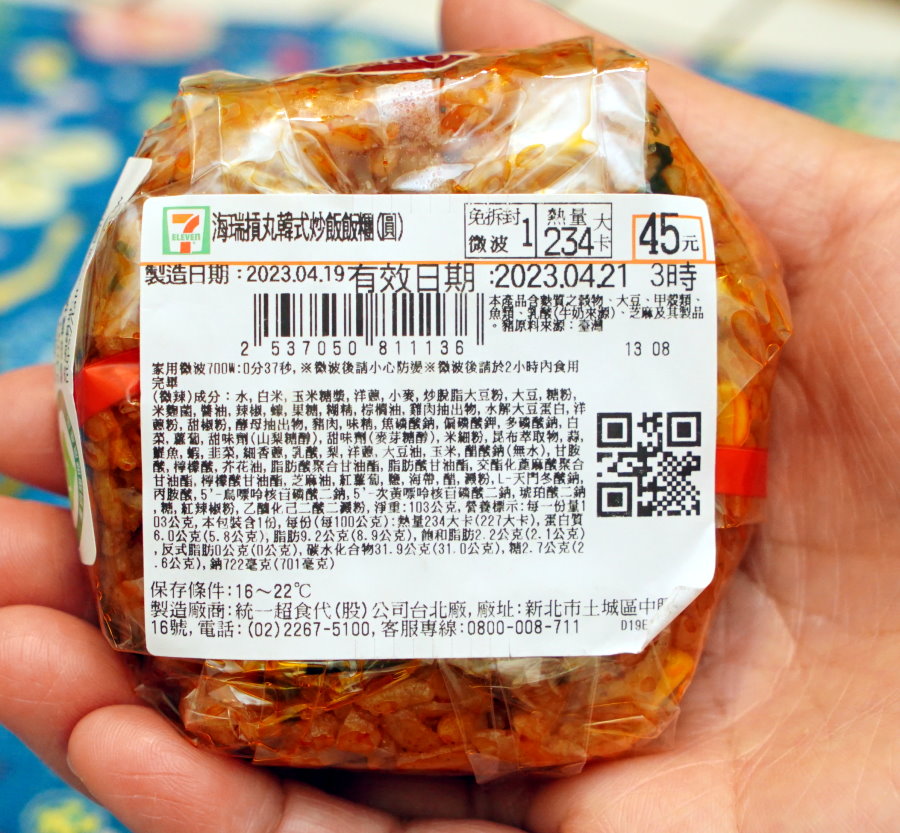 7
ELEVEN
海瑞摃丸韓式炒飯飯糰(圓)
免拆封
微波 1
熱量 大
234 卡
45元
製造日期:2023.04.19 有效日期:2023.04.21 3時
2 537050 811136
本產品含麩質之穀物、大豆、甲殼類、
魚類、乳酸(牛奶來源)、芝麻及其製品
。豬原料來源:臺灣
13 08
家用微波700W:0分37秒,※微波後請小心防燙※微波後請於2小時內食用
完畢
(微辣)成分:水,白米,玉米糖漿,洋蔥,小麥,炒脫脂大豆粉,大豆,糖粉,
米麴菌,醬油,辣椒,蠔,果糖,糊精,棕櫚油,雞肉抽出物,水解大豆蛋白,洋
蔥粉,甜椒粉,酵母抽出物,豬肉,味精,焦磷酸鈉,偏磷酸鉀,多磷酸鈉,白
菜,蘿蔔,甜味劑(山梨糖醇),甜味劑(麥芽糖醇),米細粉,昆布萃取物,蒜,
鯷魚,蝦,韭菜,細香蔥,乳酸,梨,洋蔥,大豆油,玉米,醋酸鈉(無水),甘胺
酸,檸檬酸,芥花油,脂肪酸聚合甘油酯,脂肪酸甘油酯,交酯化蓖麻酸聚合
甘油酯,檸檬酸甘油酯,芝麻油,紅蘿蔔,鹽,海帶,醋,澱粉,L-天門冬酸鈉,
丙胺酸,5'-鳥嘌呤核苷磷酸二鈉,5'-次黃嘌呤核苷磷酸二鈉,琥珀酸二鈉
,糖,紅辣椒粉,乙醯化己二酸二澱粉,淨重:103公克,營養標示:每一份量1
03公克,本包裝含1份,每份(每100公克):熱量234大卡(227大卡),蛋白質
6.0公克(5.8公克),脂肪9.2公克(8.9公克),飽和脂肪2.2公克(2.1公克)
,反式脂肪0公克(0公克),碳水化合物31.9公克(31.0公克),糖2.7公克(2
.6公克),鈉722毫克(701毫克)
保存條件:16~22℃
製造廠商:統一超食代(股)公司台北廠,廠址:新北市土城區中
16號,電話:(02)2267-5100,客服專線:0800-008-711
D19E